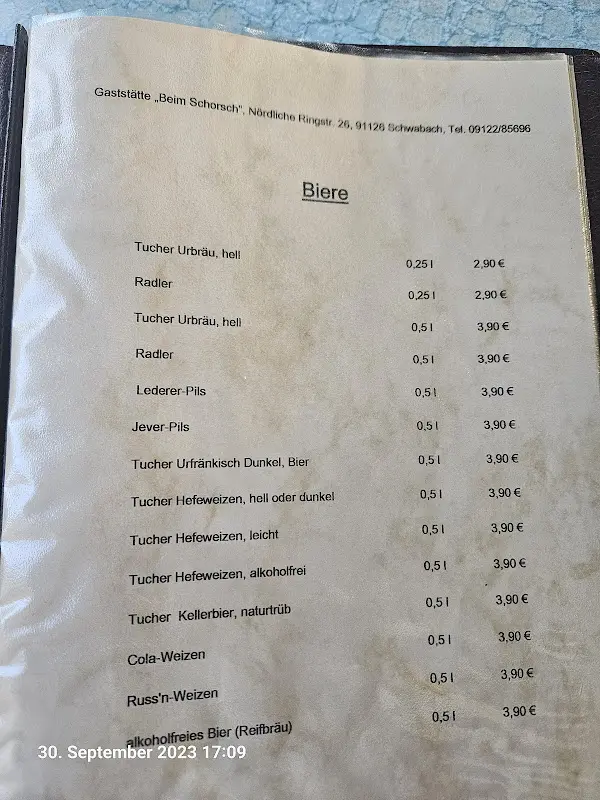 Gaststätte „Beim Schorsch", Nördliche Ringstr. 26, 91126 Schwabach, Tel. 09122/85696
Biere
Tucher Urbräu, hell 0,25 l 2,90 €
Radler 0,25 l 2,90 €
Tucher Urbräu, hell 0,5 l 3,90 €
Radler 0,5 l 3,90 €
Lederer-Pils 0,5 l 3,90 €
Jever-Pils 0,5 l 3,90 €
Tucher Urfränkisch Dunkel, Bier 0,5 l 3,90 €
Tucher Hefeweizen, hell oder dunkel 0,5 l 3,90 €
Tucher Hefeweizen, leicht 0,5 l 3,90 €
Tucher Hefeweizen, alkoholfrei 0,5 l 3,90 €
Tucher Kellerbier, naturtrüb 0,5 l 3,90 €
Cola-Weizen 0,5 l 3,90 €
Russ'n-Weizen 0,5 l 3,90 €
alkoholfreies Bier (Reifbräu) 0,5 l 3,90 €
30. September 2023 17:09